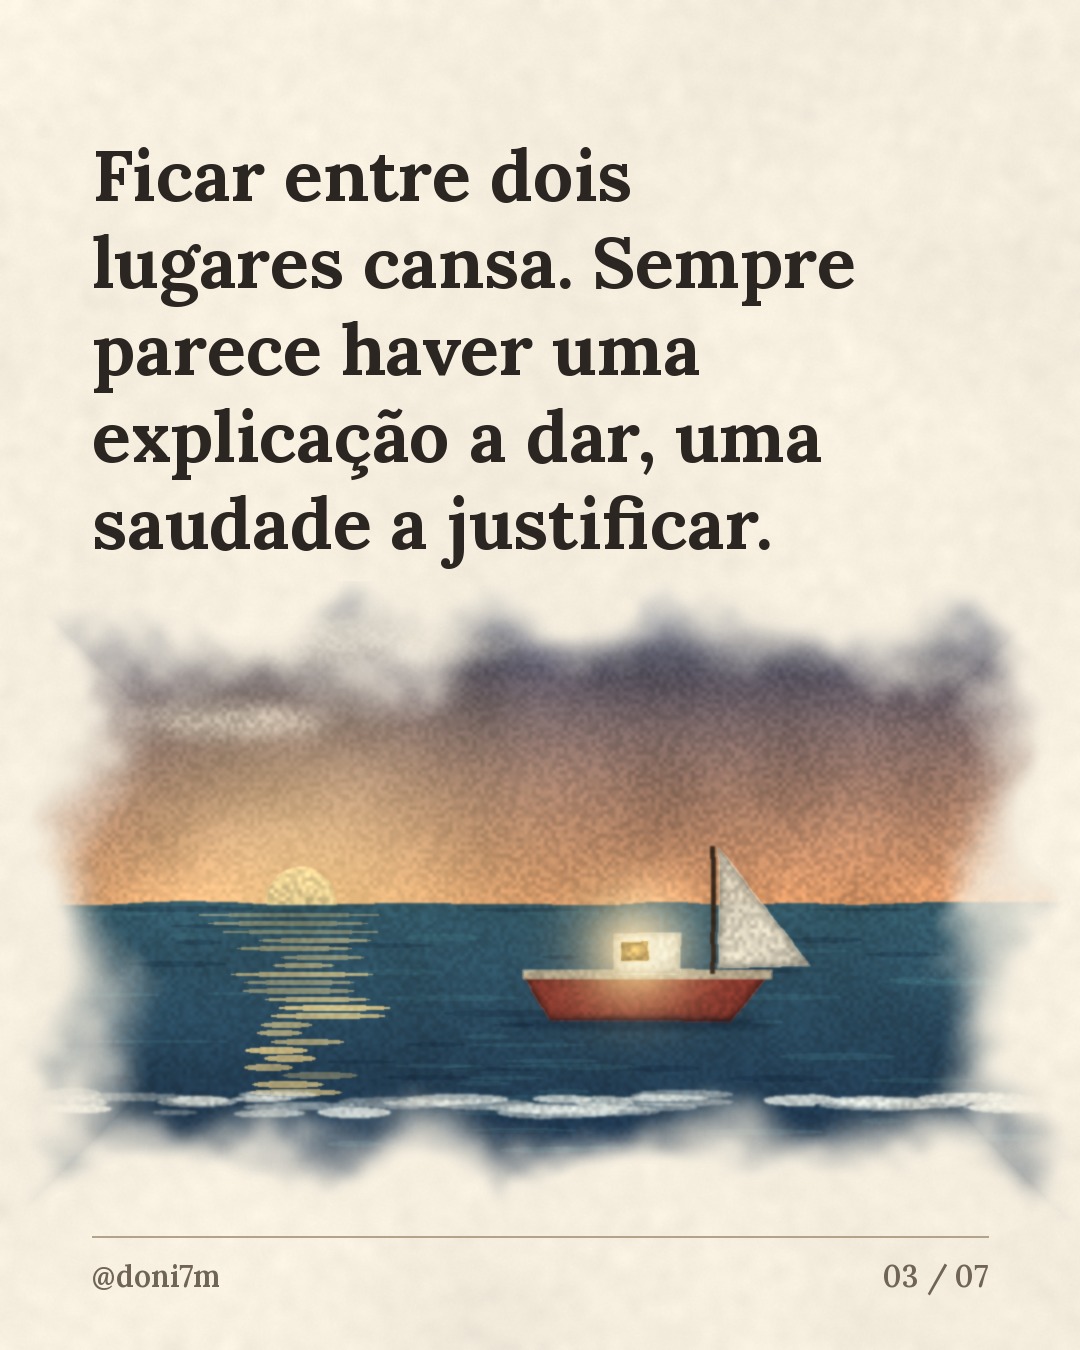 Ficar entre dois
lugares cansa. Sempre
parece haver uma
explicação a dar, uma
saudade a justificar.
@doni7m
03 / 07